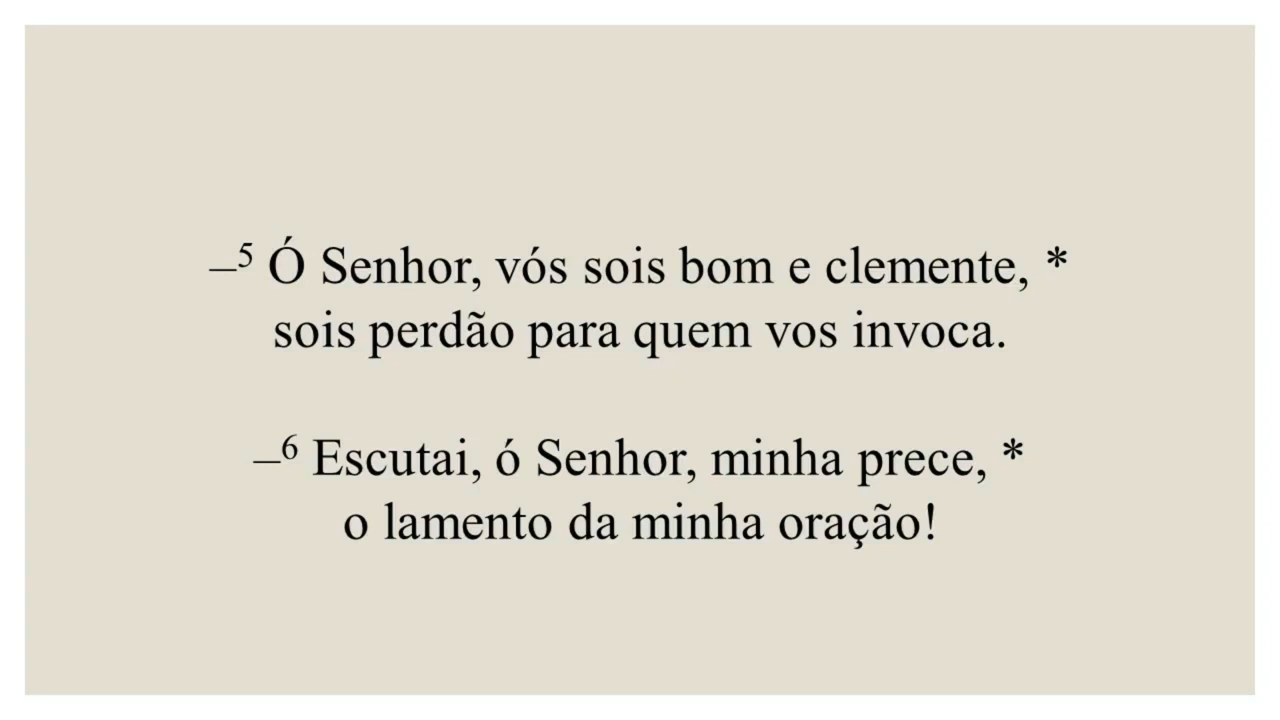 –⁵ Ó Senhor, vós sois bom e clemente, *
sois perdão para quem vos invoca.
–⁶ Escutai, ó Senhor, minha prece, *
o lamento da minha oração!